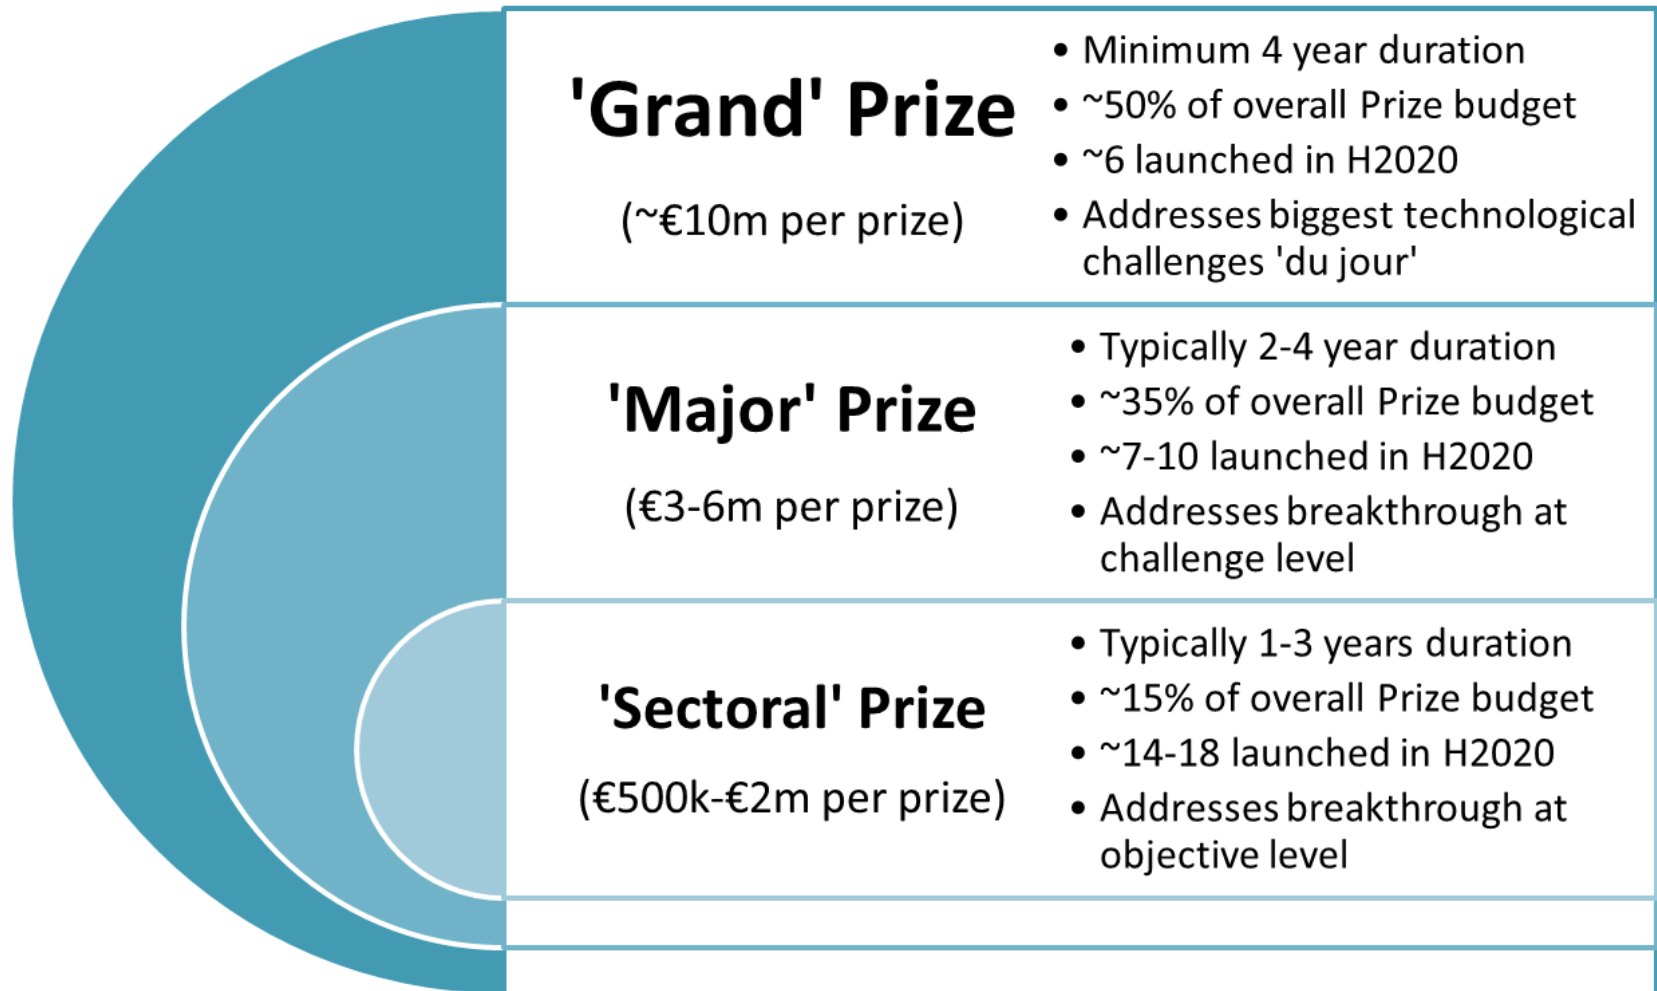 'Grand' Prize
(~€10m per prize)
• Minimum 4 year duration
• ~50% of overall Prize budget
• ~6 launched in H2020
• Addresses biggest technological
challenges 'du jour'
'Major' Prize
(€3-6m per prize)
• Typically 2-4 year duration
• ~35% of overall Prize budget
• ~7-10 launched in H2020
• Addresses breakthrough at
challenge level
'Sectoral' Prize
(€500k-€2m per prize)
• Typically 1-3 years duration
• ~15% of overall Prize budget
• ~14-18 launched in H2020
• Addresses breakthrough at
objective level